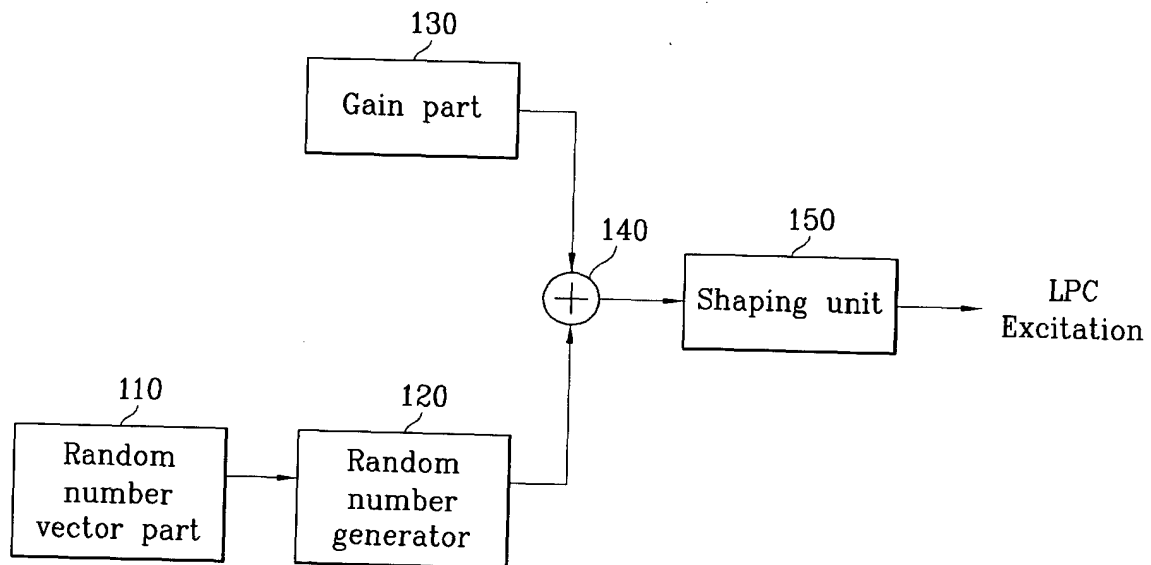 130
Gain part
140
150
Shaping unit
LPC
Excitation
110
Random
number
vector part
120
Random
number
generator